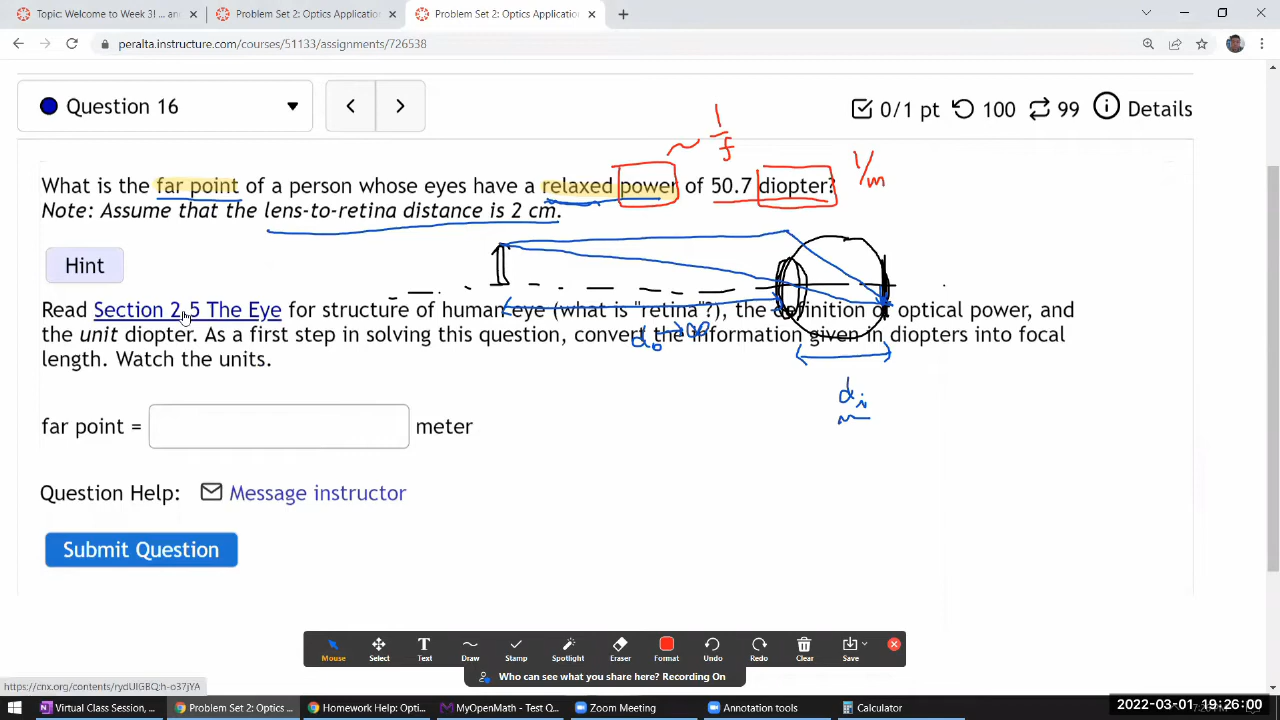 Topic: Welcome to Week 3! ... an
Problem Set 2: Optics Application
Problem Set 2: Optics Application
peralta.instructure.com/courses/51133/assignments/726538
Question 16
0/1 pt 100 99 Details
1/f
What is the far point of a person whose eyes have a relaxed power of 50.7 diopter? 1/m
Note: Assume that the lens-to-retina distance is 2 cm.
Hint
Read Section 2.5 The Eye for structure of human eye (what is "retina"?), the definition of optical power, and
the unit diopter. As a first step in solving this question, convert the information given in diopters into focal
length. Watch the units.
do → ∞
di
far point = meter
Question Help: Message instructor
Submit Question
Mouse Select Text Draw Stamp Spotlight Eraser Format Undo Redo Clear Save
Who can see what you share here? Recording On
https://cnx.org/contents/rydUIGBQ@h-o37jYA
Virtual Class Session, ... Problem Set 2: Optics ... Homework Help: Opti... MyOpenMath - Test Q... Zoom Meeting Annotation tools Calculator
2022-03-01 19:26:00